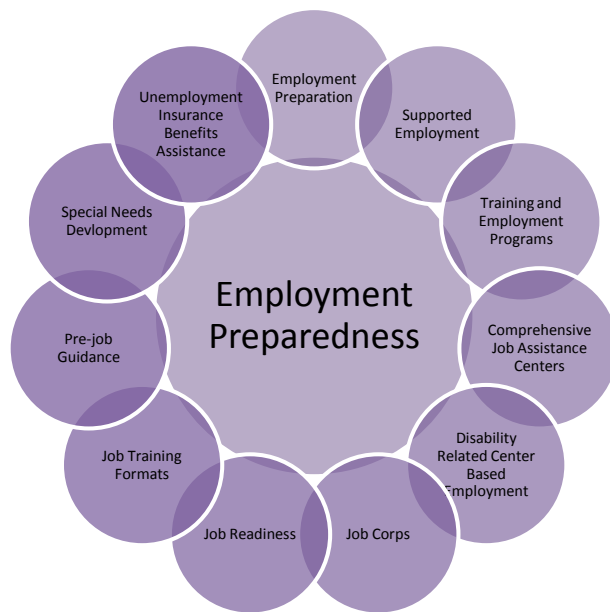 Employment
Preparation
Supported
Employment
Training and
Employment
Programs
Comprehensive
Job Assistance
Centers
Disability
Related Center
Based
Employment
Job Corps
Job Readiness
Job Training
Formats
Pre-job
Guidance
Special Needs
Devlopment
Unemployment
Insurance
Benefits
Assistance
Employment
Preparedness